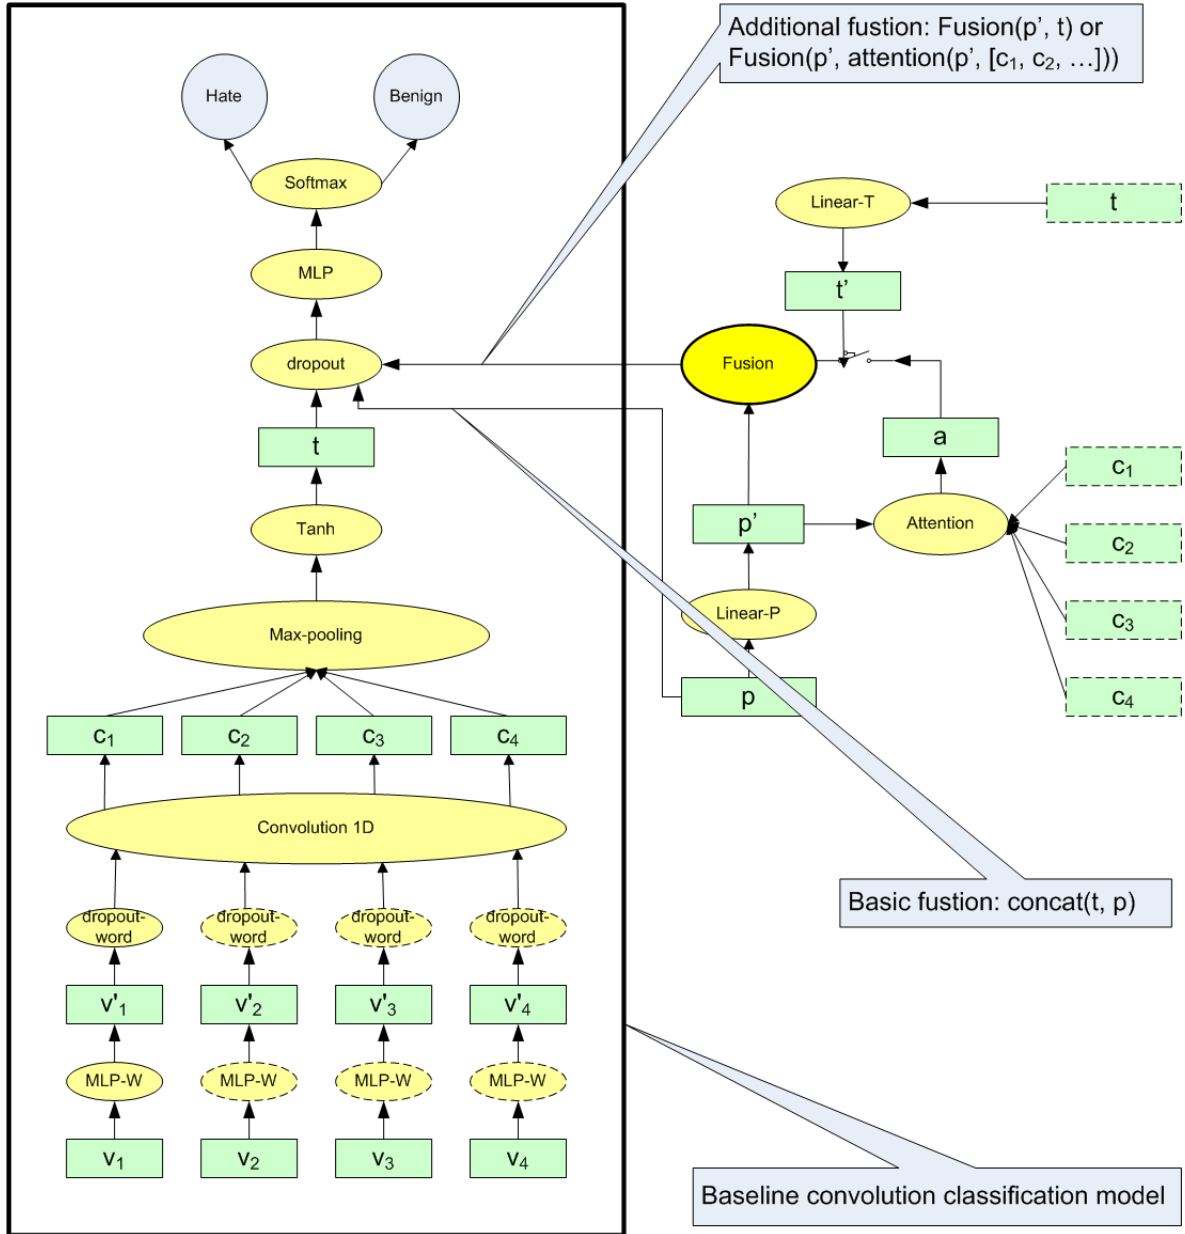 Additional fustion: Fusion(p’, t) or
Fusion(p’, attention(p’, [c₁, c₂, …]))
Hate
Benign
Softmax
Linear-T
t
MLP
t’
dropout
Fusion
t
a
c₁
Tanh
p’
Attention
c₂
Max-pooling
Linear-P
c₃
p
c₄
c₁
c₂
c₃
c₄
Convolution 1D
Basic fustion: concat(t, p)
dropout-
word
dropout-
word
dropout-
word
dropout-
word
v'₁
v'₂
v'₃
v'₄
MLP-W
MLP-W
MLP-W
MLP-W
v₁
v₂
v₃
v₄
Baseline convolution classification model